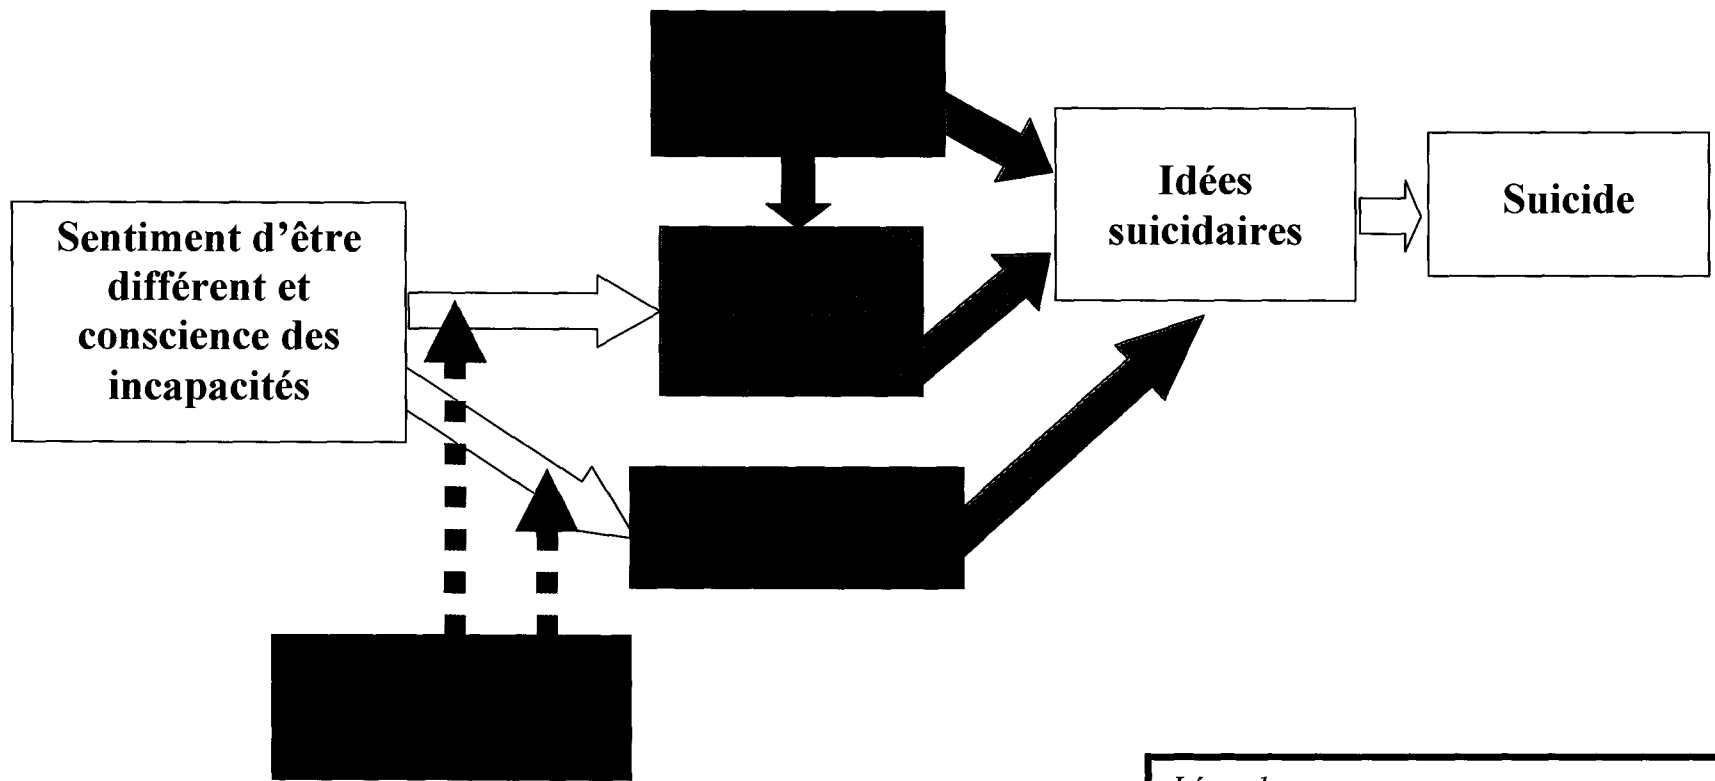 Sentiment d'être
différent et
conscience des
incapacités
Idées
suicidaires
Suicide